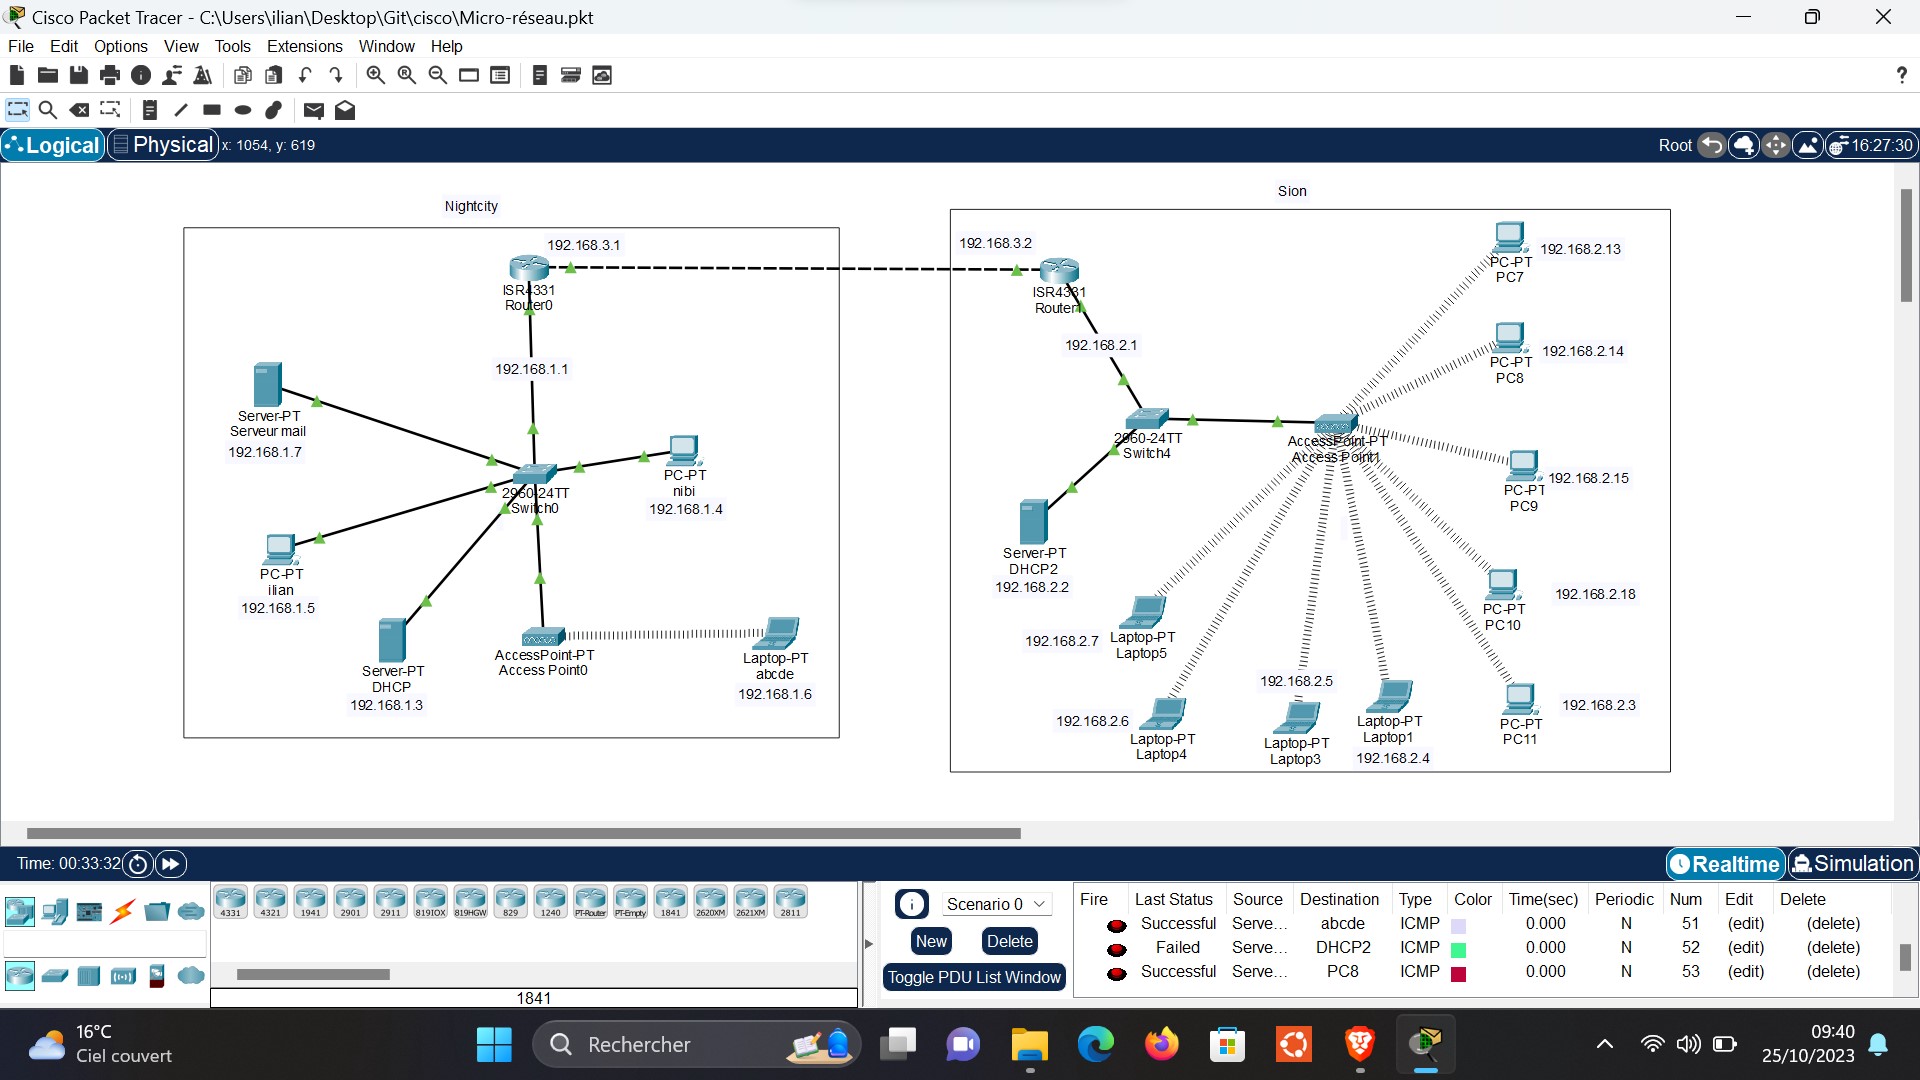 Cisco Packet Tracer - C:\Users\ilian\Desktop\Git\cisco\Micro-réseau.pkt
File Edit Options View Tools Extensions Window Help
?
Logical Physical x: 1054, y: 619 Root 16:27:30
Nightcity
192.168.3.1
ISR4331
Router0
192.168.1.1
Server-PT
Serveur mail
192.168.1.7
2960-24TT
Switch0
PC-PT
nibi
192.168.1.4
PC-PT
ilian
192.168.1.5
Server-PT
DHCP
192.168.1.3
AccessPoint-PT
Access Point0
Laptop-PT
abcde
192.168.1.6
Sion
192.168.3.2
ISR4331
Router1
192.168.2.1
2960-24TT
Switch4
AccessPoint-PT
Access Point1
Server-PT
DHCP2
192.168.2.2
PC-PT
PC7
192.168.2.13
PC-PT
PC8
192.168.2.14
PC-PT
PC9
192.168.2.15
PC-PT
PC10
192.168.2.18
PC-PT
PC11
192.168.2.3
192.168.2.7
Laptop-PT
Laptop5
192.168.2.6
Laptop-PT
Laptop4
192.168.2.5
Laptop-PT
Laptop3
Laptop-PT
Laptop1
192.168.2.4
Time: 00:33:32 Realtime Simulation
4331 4321 1941 2901 2911 819IOX 819HGW 829 1240 PT-Router PT-Empty 1841 2620XM 2621XM 2811
1841
Scenario 0
New Delete
Toggle PDU List Window
Fire Last Status Source Destination Type Color Time(sec) Periodic Num Edit Delete
Successful Serve... abcde ICMP 0.000 N 51 (edit) (delete)
Failed Serve... DHCP2 ICMP 0.000 N 52 (edit) (delete)
Successful Serve... PC8 ICMP 0.000 N 53 (edit) (delete)
16°C
Ciel couvert
Rechercher
09:40
25/10/2023